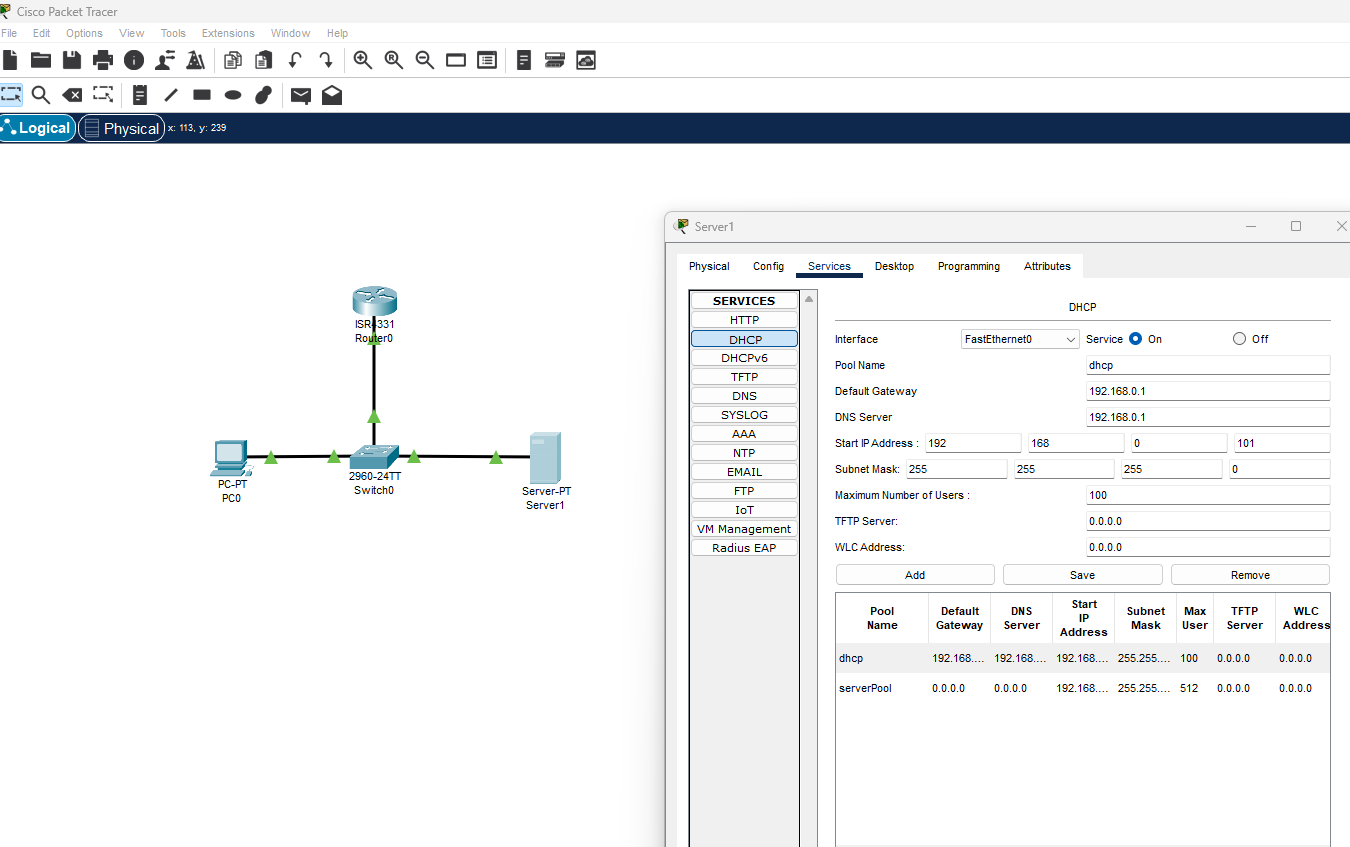 Cisco Packet Tracer
File Edit Options View Tools Extensions Window Help
Logical Physical x: 113, y: 239
ISR4331
Router0
PC-PT
PC0
2960-24TT
Switch0
Server-PT
Server1
Server1
Physical Config Services Desktop Programming Attributes
SERVICES
HTTP
DHCP
DHCPv6
TFTP
DNS
SYSLOG
AAA
NTP
EMAIL
FTP
IoT
VM Management
Radius EAP
DHCP
Interface FastEthernet0 Service On Off
Pool Name dhcp
Default Gateway 192.168.0.1
DNS Server 192.168.0.1
Start IP Address : 192 168 0 101
Subnet Mask: 255 255 255 0
Maximum Number of Users : 100
TFTP Server: 0.0.0.0
WLC Address: 0.0.0.0
Add Save Remove
Pool Name Default Gateway DNS Server Start IP Address Subnet Mask Max User TFTP Server WLC Address
dhcp 192.168.... 192.168.... 192.168.... 255.255.... 100 0.0.0.0 0.0.0.0
serverPool 0.0.0.0 0.0.0.0 192.168.... 255.255.... 512 0.0.0.0 0.0.0.0